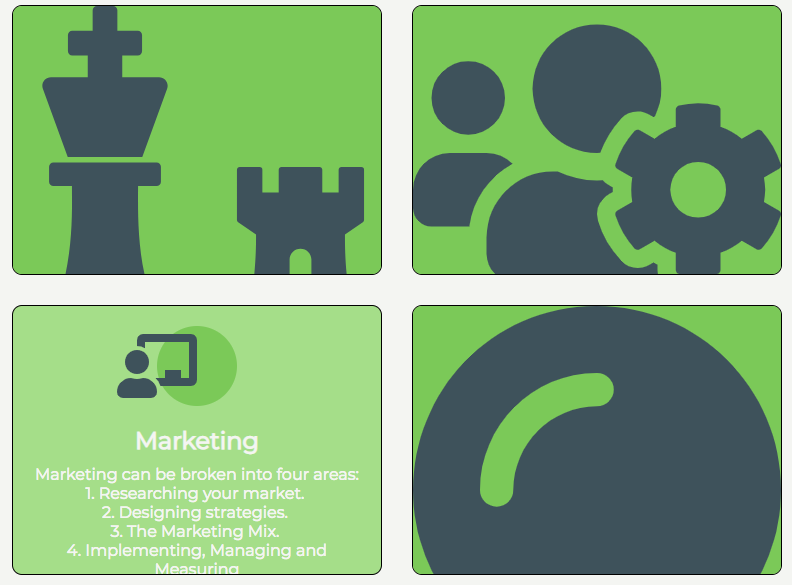 Marketing
Marketing can be broken into four areas:
1. Researching your market.
2. Designing strategies.
3. The Marketing Mix.
4. Implementing, Managing and
Measuring